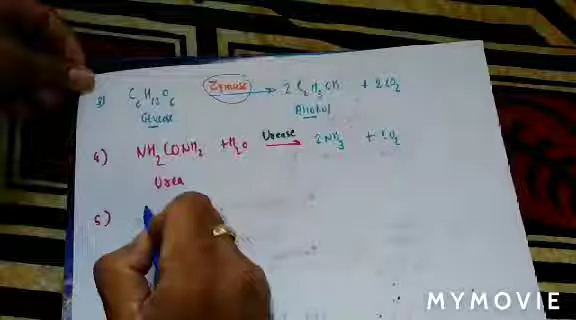 3) C6H12O6 Zymase → 2C2H5OH + 2CO2
Glucose Alcohol
4) NH2CONH2 + H2O Urease → 2NH3 + CO2
Urea
5)
MYMOVIE